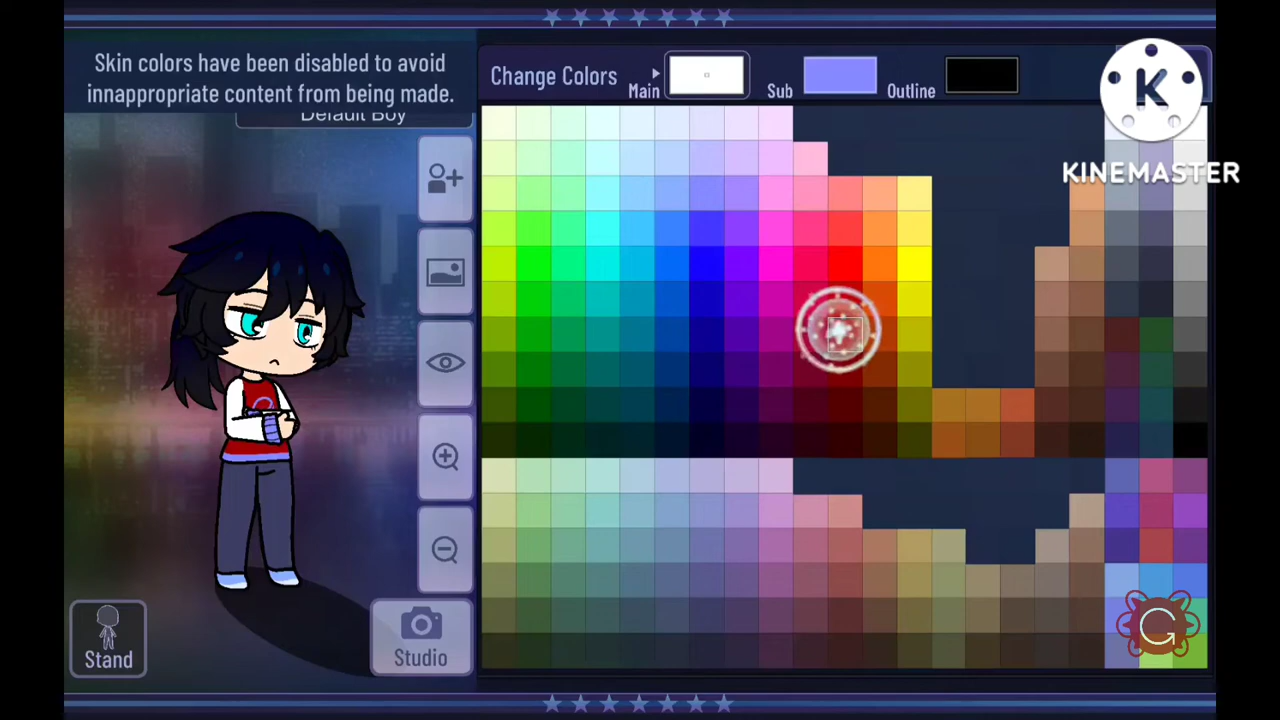 Skin colors have been disabled to avoid
innappropriate content from being made.
Default Boy
Change Colors
Main
Sub
Outline
K
KINEMASTER
Stand
Studio
G